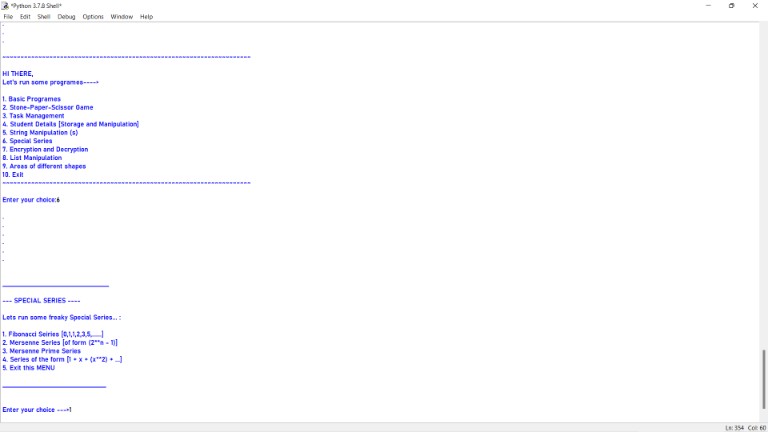 *Python 3.7.8 Shell*
File Edit Shell Debug Options Window Help
.
.
.
HI THERE,
Let's run some programes---->
1. Basic Programes
2. Stone-Paper-Scissor Game
3. Task Management
4. Student Details [Storage and Manipulation]
5. String Manipulation (s)
6. Special Series
7. Encryption and Decryption
8. List Manipulation
9. Areas of different shapes
10. Exit
Enter your choice:6
.
.
.
.
.
.
--- SPECIAL SERIES ----
Lets run some freaky Special Series... :
1. Fibonacci Seiries [0,1,1,2,3,5,.....]
2. Mersenne Series [of form (2**n - 1)]
3. Mersenne Prime Series
4. Series of the form [1 + x + (x**2) + ...]
5. Exit this MENU
Enter your choice --->1
Ln: 354 Col: 60